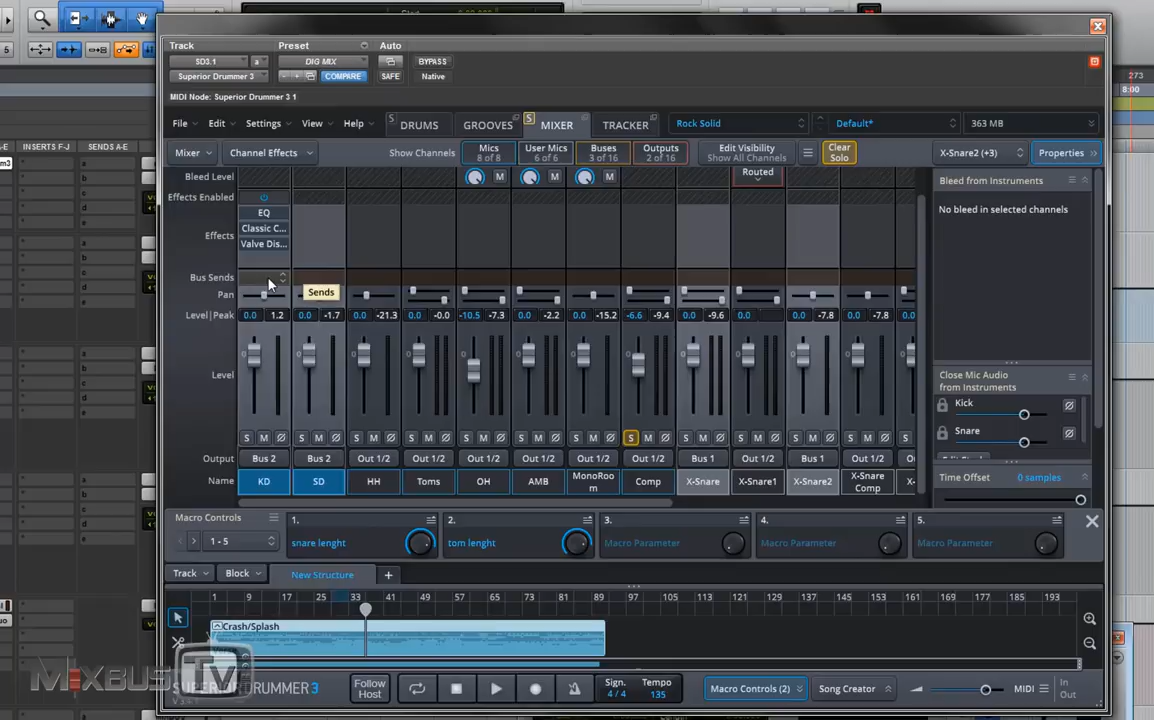 Track
Preset
Auto
SD3.1
a
DIG MIX
BYPASS
Superior Drummer 3
COMPARE
SAFE
Native
273
8:00
MIDI Node: Superior Drummer 3 1
File
Edit
Settings
View
Help
S
DRUMS
GROOVES
S
MIXER
TRACKER
Rock Solid
Default*
363 MB
INSERTS F-J
SENDS A-E
Mixer
Channel Effects
Show Channels
Mics
8 of 8
User Mics
6 of 6
Buses
3 of 16
Outputs
2 of 16
Edit Visibility
Show All Channels
Clear
Solo
X-Snare2 (+3)
Properties
Bleed Level
M
M
M
Routed
Bleed from Instruments
Effects Enabled
No bleed in selected channels
EQ
Effects
Classic C...
Valve Dis...
Bus Sends
Sends
Pan
Level|Peak
0.0 1.2
0.0 -1.7
0.0 -21.3
0.0 -0.0
-10.5 -7.3
0.0 -2.2
0.0 -15.2
-6.6 -9.4
0.0 -9.6
0.0
0.0 -7.8
0.0 -7.8
Level
Close Mic Audio
from Instruments
Kick
Snare
S M
S M
S M
S M
S M
S M
S M
S M
S M
S M
S M
S M
Output
Bus 2
Bus 2
Out 1/2
Out 1/2
Out 1/2
Out 1/2
Out 1/2
Out 1/2
Bus 1
Out 1/2
Bus 1
Out 1/2
Name
KD
SD
HH
Toms
OH
AMB
MonoRoo
m
Comp
X-Snare
X-Snare1
X-Snare2
X-Snare
Comp
X-
Time Offset
0 samples
Macro Controls
1 - 5
1.
snare lenght
2.
tom lenght
3.
Macro Parameter
4.
Macro Parameter
5.
Macro Parameter
Track
Block
New Structure
+
1 9 17 25 33 41 49 57 65 73 81 89 97 105 113 121 129 137 145 153 161 169 177 185 193
Crash/Splash
MIXBUS TV
SUPERIOR DRUMMER 3
Follow
Host
Sign.
4 / 4
Tempo
135
Macro Controls (2)
Song Creator
MIDI
In
Out